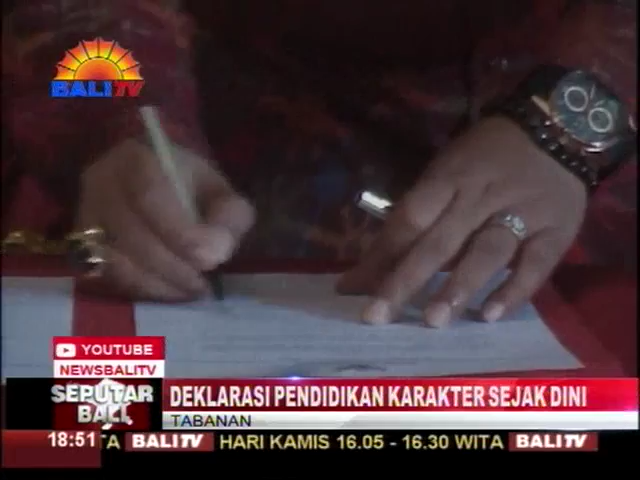 BALI TV
YOUTUBE
NEWSBALITV
SEPUTAR
BALI
DEKLARASI PENDIDIKAN KARAKTER SEJAK DINI
TABANAN
18:51 TA BALI TV HARI KAMIS 16.05 - 16.30 WITA BALI TV